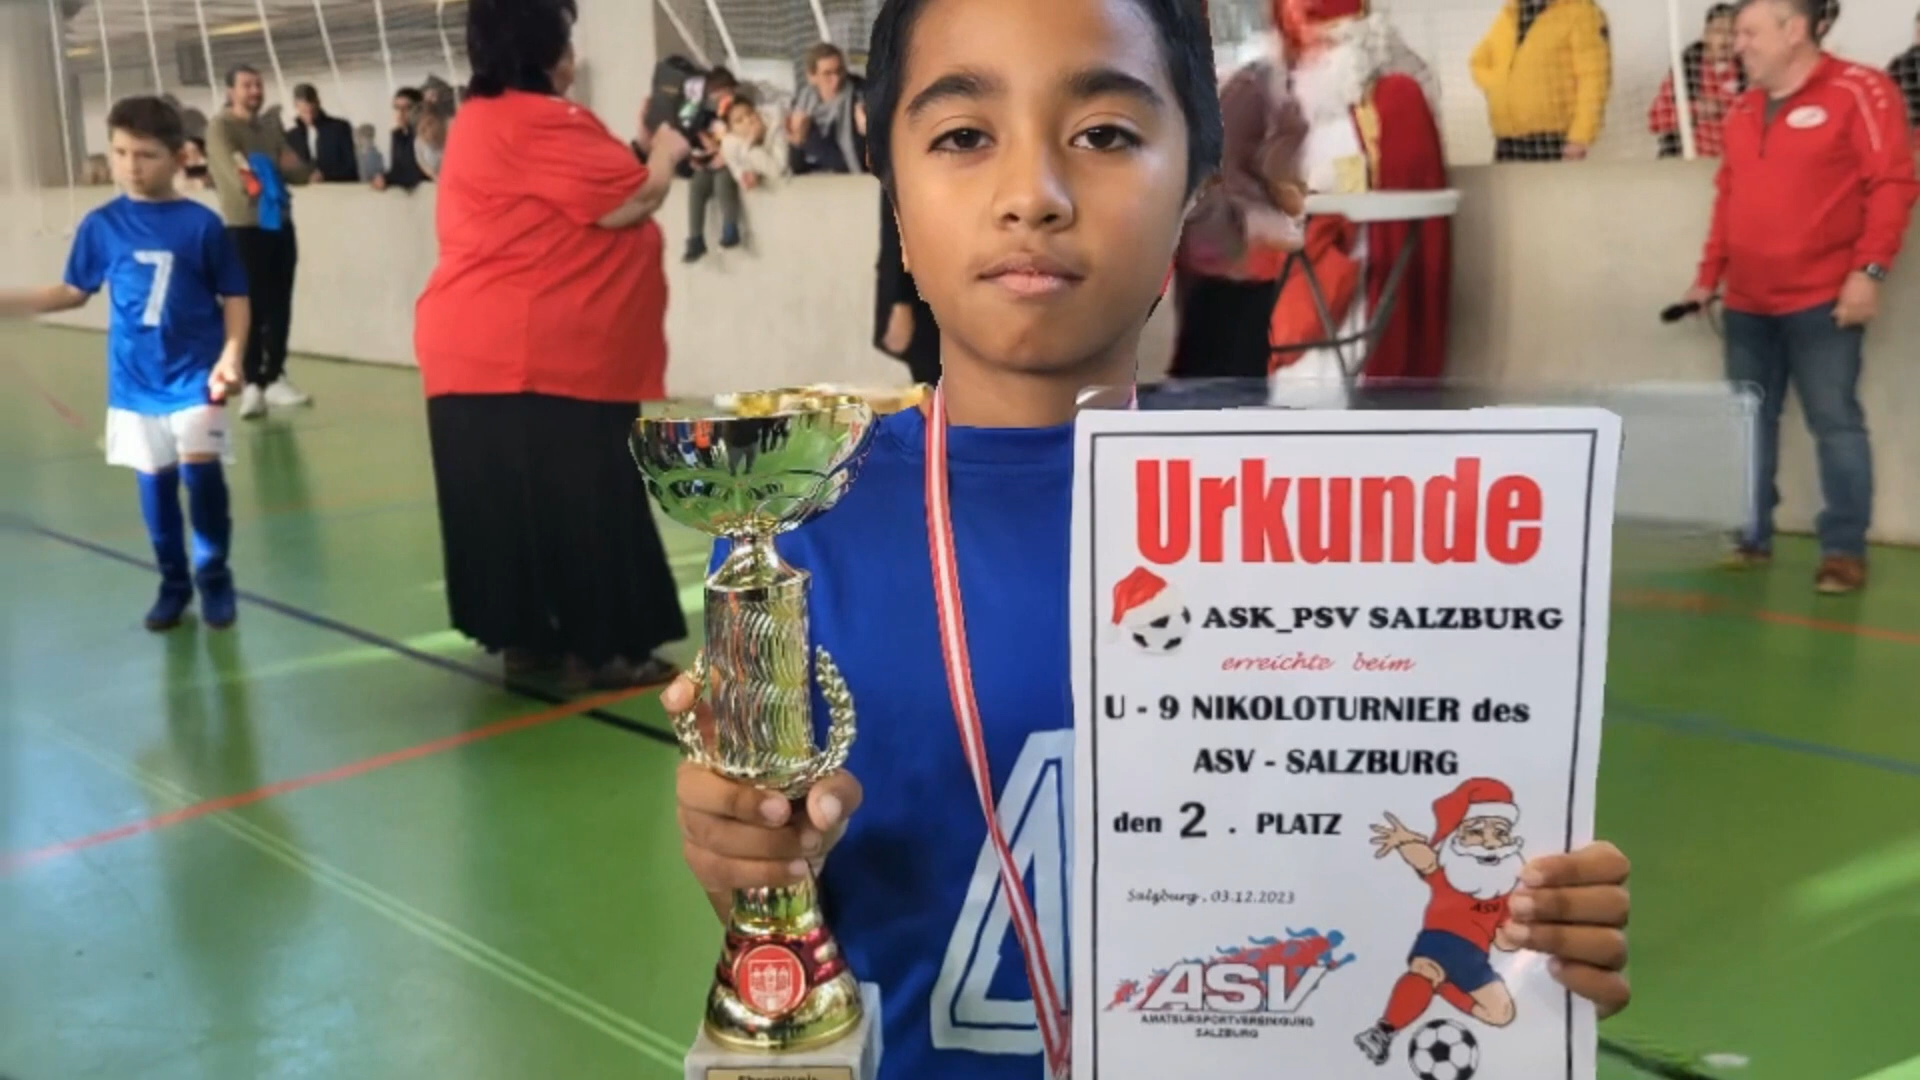 7
Urkunde
ASK_PSV SALZBURG
erreichte beim
U - 9 NIKOLOTURNIER des
ASV - SALZBURG
den 2 . PLATZ
Salzburg, 03.12.2023
ASV
ASV
AMATEURSPORTVEREINIGUNG
SALZBURG